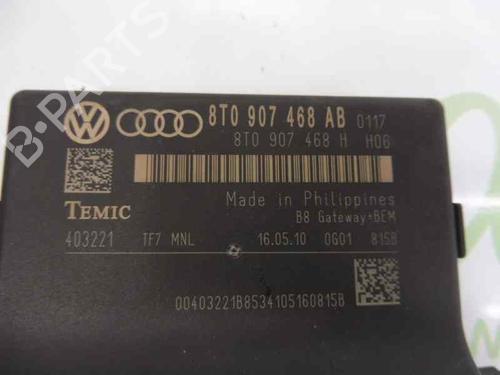 B-PARTS
8T0 907 468 AB 0117
8T0 907 468 H H06
Made in Philippines
TEMIC
B8 Gateway+BEM
403221 TF7 MNL 16.05.10 0G01 815B
00403221B8534105160815B